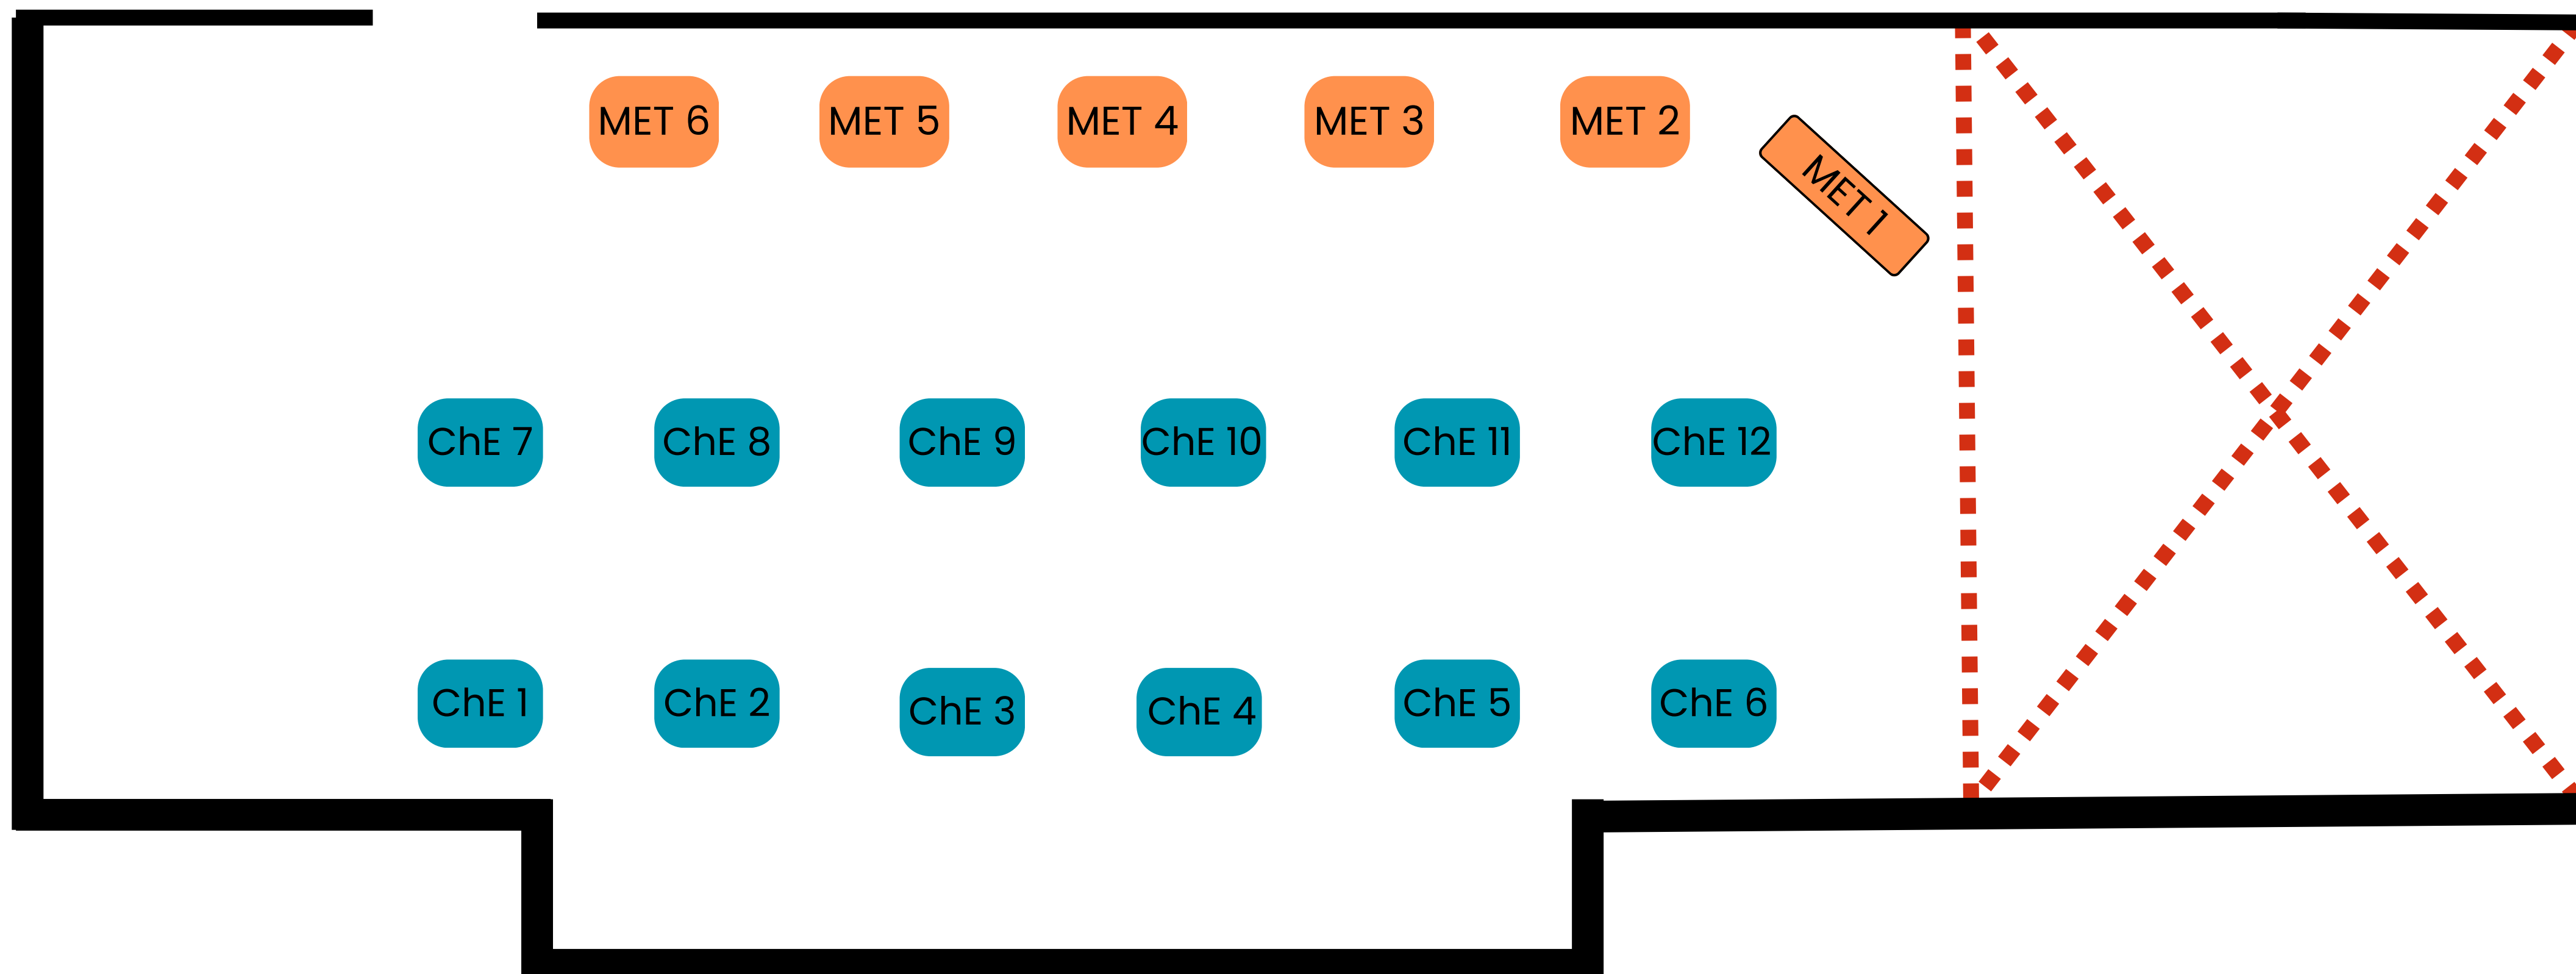 MET 6
MET 5
MET 4
MET 3
MET 2
MET 1
ChE 7
ChE 8
ChE 9
ChE 10
ChE 11
ChE 12
ChE 1
ChE 2
ChE 3
ChE 4
ChE 5
ChE 6